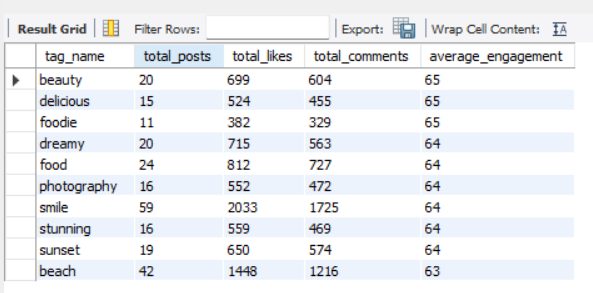 Result Grid Filter Rows: Export: Wrap Cell Content: IA
tag_name total_posts total_likes total_comments average_engagement
beauty 20 699 604 65
delicious 15 524 455 65
foodie 11 382 329 65
dreamy 20 715 563 64
food 24 812 727 64
photography 16 552 472 64
smile 59 2033 1725 64
stunning 16 559 469 64
sunset 19 650 574 64
beach 42 1448 1216 63